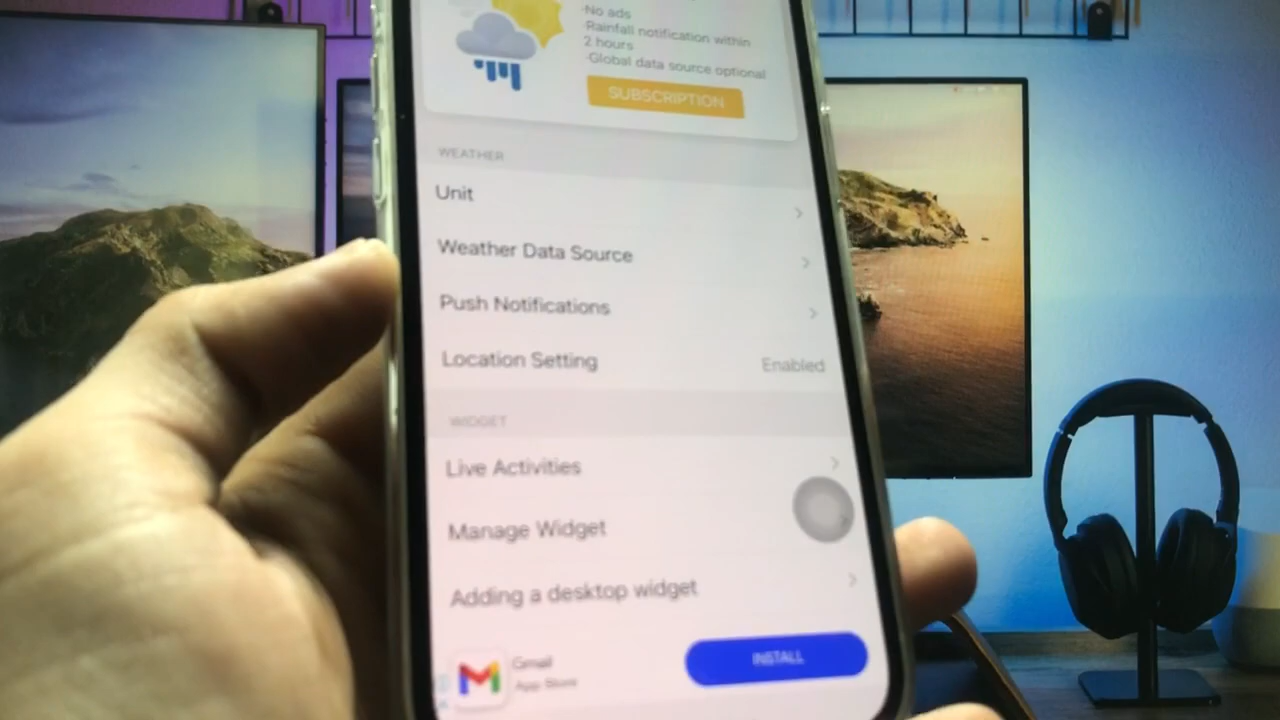 ·No ads
·Rainfall notification within
2 hours
·Global data source optional
SUBSCRIPTION
WEATHER
Unit
Weather Data Source
Push Notifications
Location Setting
Enabled
WIDGET
Live Activities
Manage Widget
Adding a desktop widget
Gmail
App Store
INSTALL